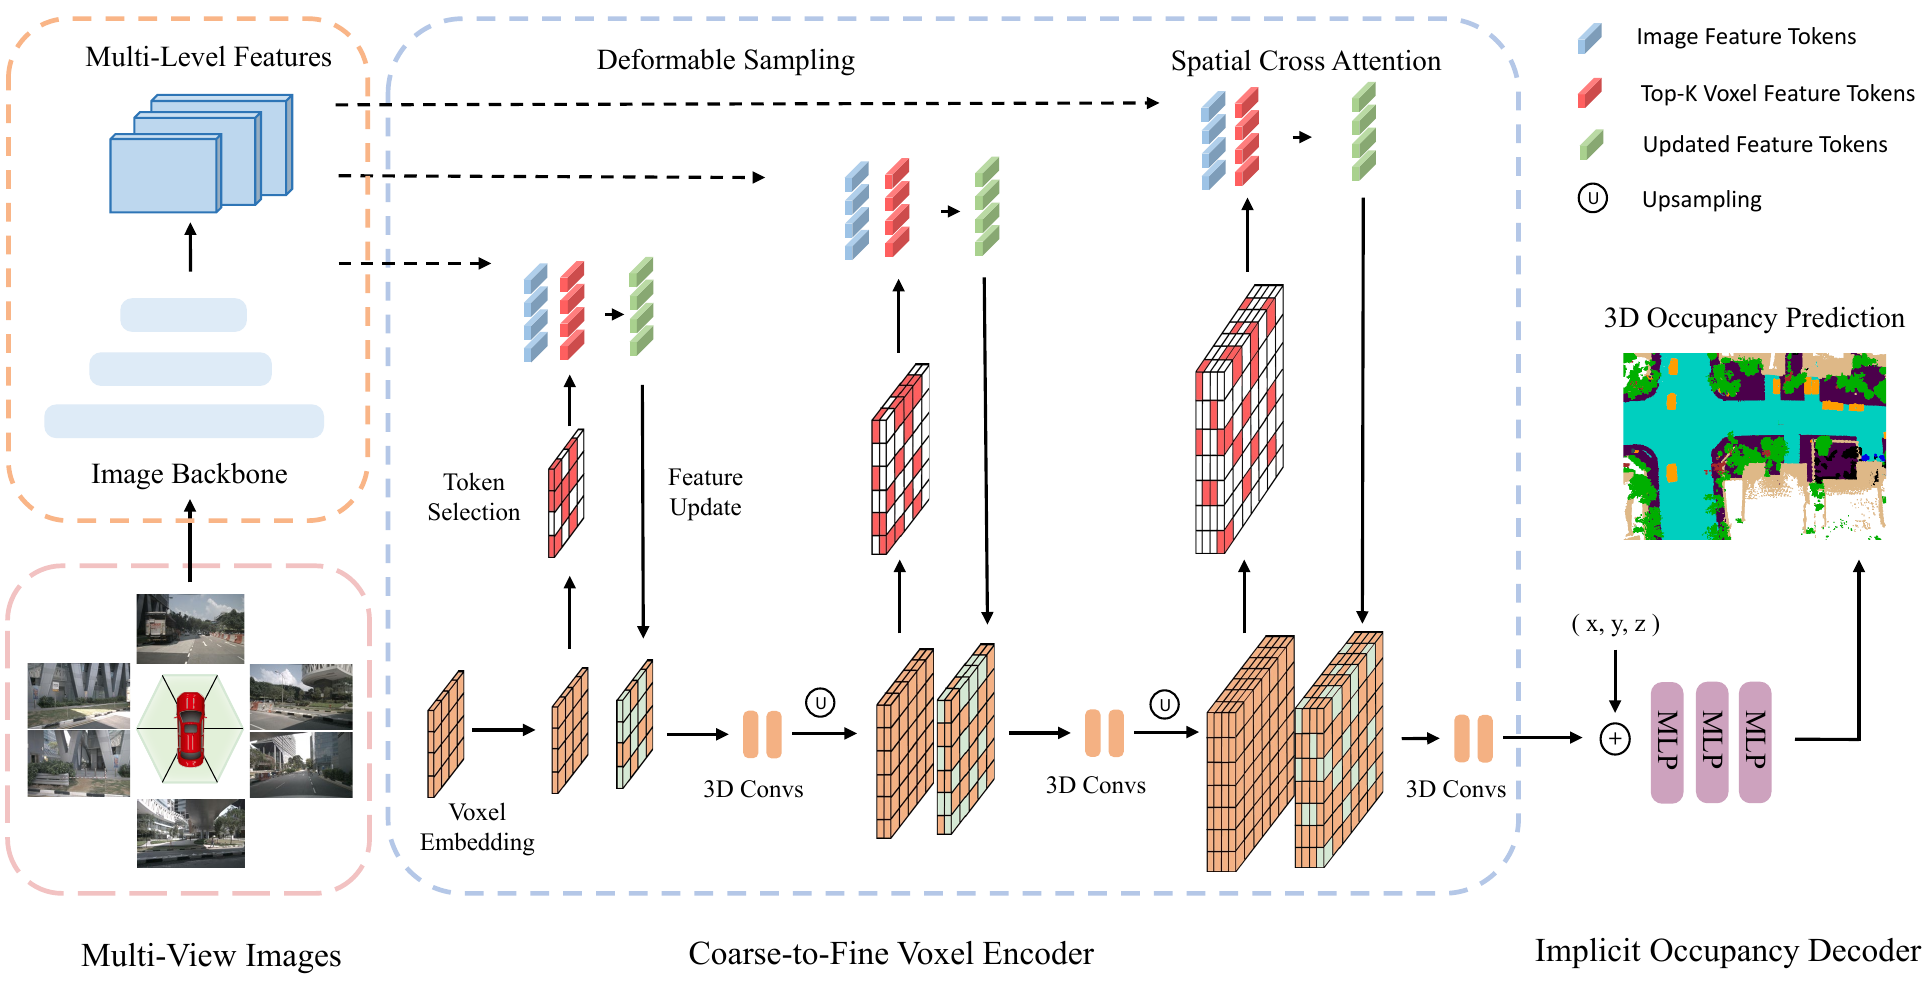 Multi-Level Features
Image Backbone
Multi-View Images
Deformable Sampling
Spatial Cross Attention
Token
Selection
Feature
Update
Voxel
Embedding
3D Convs
U
3D Convs
U
3D Convs
Coarse-to-Fine Voxel Encoder
Image Feature Tokens
Top-K Voxel Feature Tokens
Updated Feature Tokens
U Upsampling
3D Occupancy Prediction
( x, y, z )
+
MLP
MLP
MLP
Implicit Occupancy Decoder